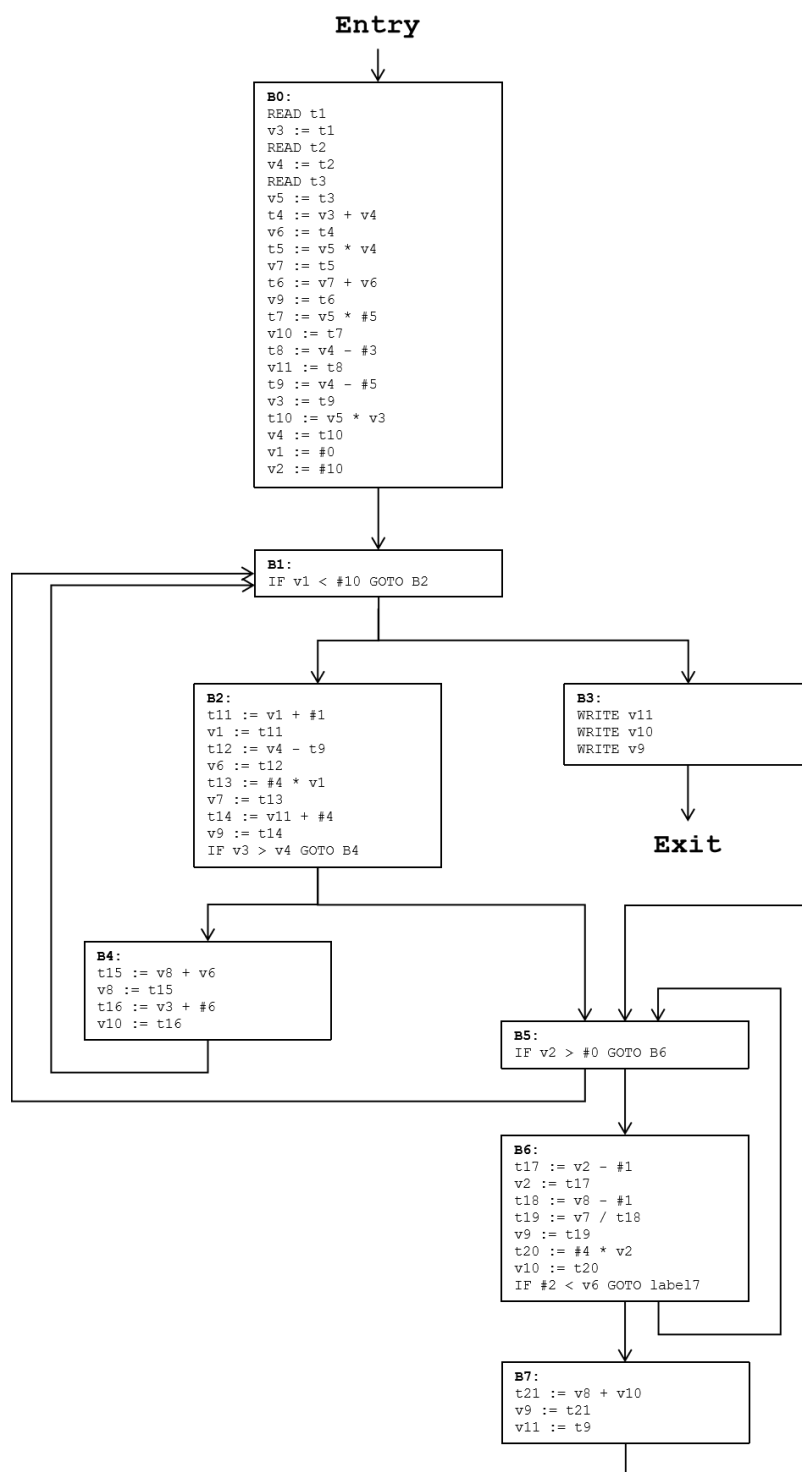 Entry
B0:
READ t1
v3 := t1
READ t2
v4 := t2
READ t3
v5 := t3
t4 := v3 + v4
v6 := t4
t5 := v5 * v4
v7 := t5
t6 := v7 + v6
v9 := t6
t7 := v5 * #5
v10 := t7
t8 := v4 - #3
v11 := t8
t9 := v4 - #5
v3 := t9
t10 := v5 * v3
v4 := t10
v1 := #0
v2 := #10
B1:
IF v1 < #10 GOTO B2
B2:
t11 := v1 + #1
v1 := t11
t12 := v4 - t9
v6 := t12
t13 := #4 * v1
v7 := t13
t14 := v11 + #4
v9 := t14
IF v3 > v4 GOTO B4
B3:
WRITE v11
WRITE v10
WRITE v9
Exit
B4:
t15 := v8 + v6
v8 := t15
t16 := v3 + #6
v10 := t16
B5:
IF v2 > #0 GOTO B6
B6:
t17 := v2 - #1
v2 := t17
t18 := v8 - #1
t19 := v7 / t18
v9 := t19
t20 := #4 * v2
v10 := t20
IF #2 < v6 GOTO label7
B7:
t21 := v8 + v10
v9 := t21
v11 := t9